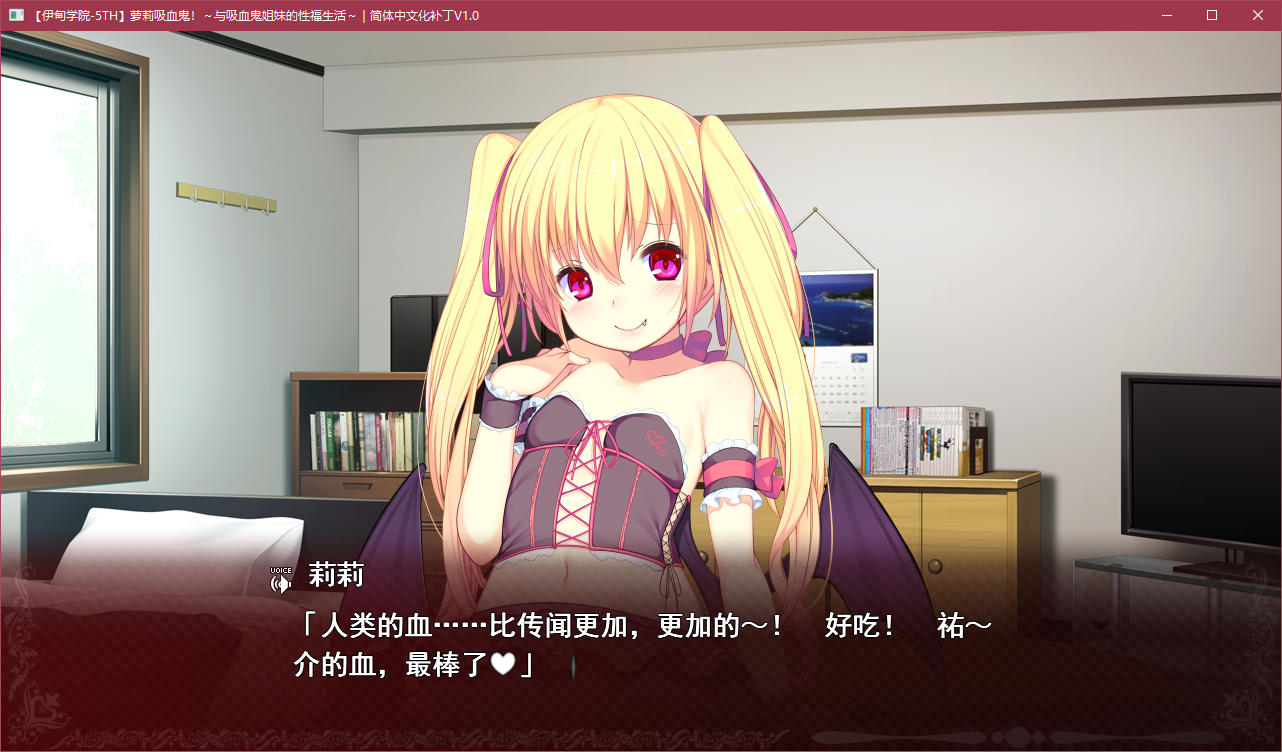 【伊甸学院-5TH】萝莉吸血鬼！～与吸血鬼姐妹的性福生活～ | 简体中文化补丁V1.0
VOICE
莉莉
「人类的血……比传闻更加，更加的～！　好吃！　祐～
介的血，最棒了♥」